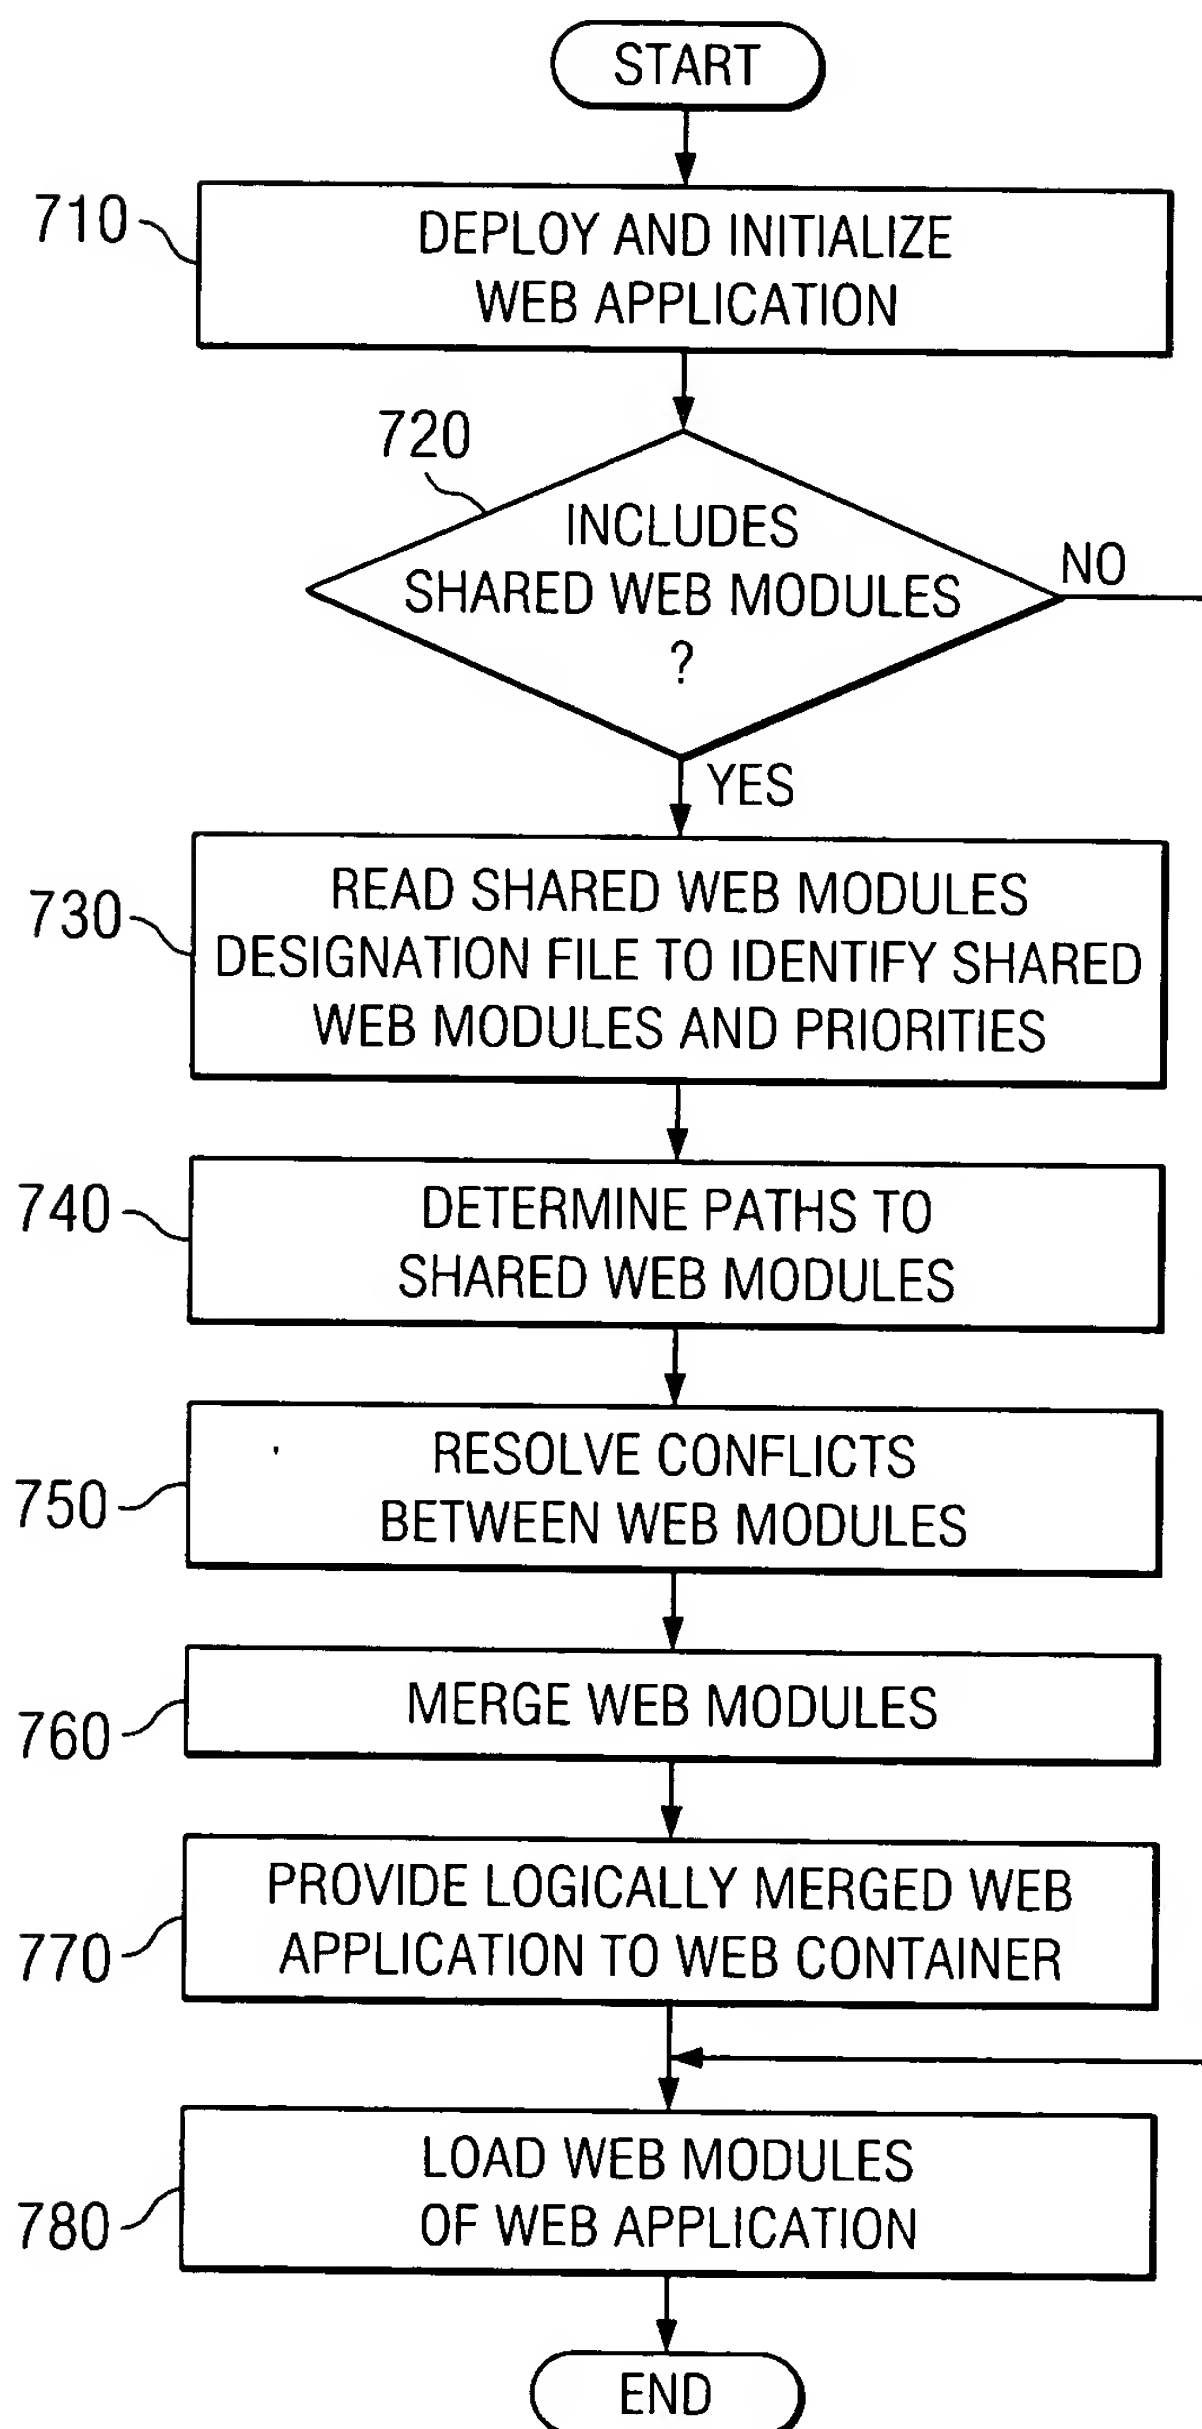 START
710
DEPLOY AND INITIALIZE
WEB APPLICATION
720
INCLUDES
SHARED WEB MODULES
?
NO
YES
730
READ SHARED WEB MODULES
DESIGNATION FILE TO IDENTIFY SHARED
WEB MODULES AND PRIORITIES
740
DETERMINE PATHS TO
SHARED WEB MODULES
750
RESOLVE CONFLICTS
BETWEEN WEB MODULES
760
MERGE WEB MODULES
770
PROVIDE LOGICALLY MERGED WEB
APPLICATION TO WEB CONTAINER
780
LOAD WEB MODULES
OF WEB APPLICATION
END